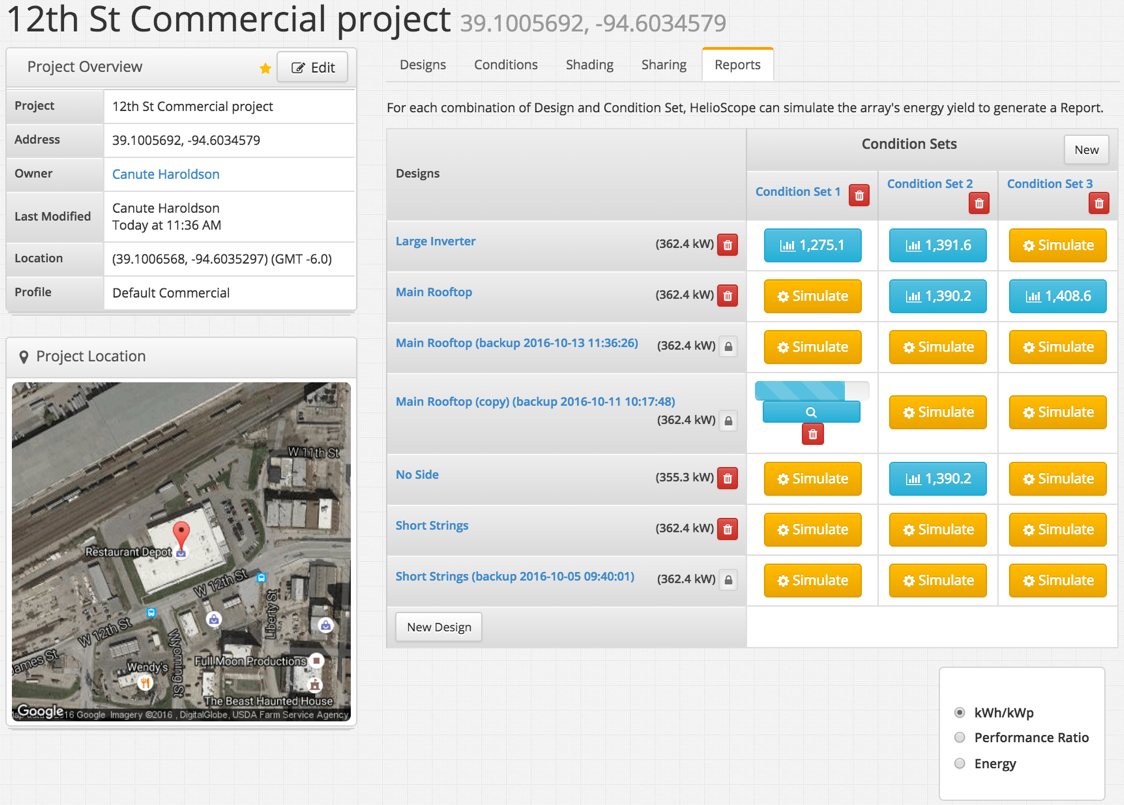 12th St Commercial project 39.1005692, -94.6034579
Project Overview
Edit
Project 12th St Commercial project
Address 39.1005692, -94.6034579
Owner Canute Haroldson
Last Modified Canute Haroldson
Today at 11:36 AM
Location (39.1006568, -94.6035297) (GMT -6.0)
Profile Default Commercial
Project Location
W 11th St
Restaurant Depot
W 12th St
Liberty St
W 12th St
Wyoming St
James St
Full Moon Productions
Wendy's
The Beast Haunted House
Google
16 Google Imagery ©2016 , DigitalGlobe, USDA Farm Service Agency
Designs Conditions Shading Sharing Reports
For each combination of Design and Condition Set, HelioScope can simulate the array's energy yield to generate a Report.
Designs
Condition Sets
New
Condition Set 1 Condition Set 2 Condition Set 3
Large Inverter (362.4 kW) 1,275.1 1,391.6 Simulate
Main Rooftop (362.4 kW) Simulate 1,390.2 1,408.6
Main Rooftop (backup 2016-10-13 11:36:26) (362.4 kW) Simulate Simulate Simulate
Main Rooftop (copy) (backup 2016-10-11 10:17:48)
(362.4 kW) Simulate Simulate
No Side (355.3 kW) Simulate 1,390.2 Simulate
Short Strings (362.4 kW) Simulate Simulate Simulate
Short Strings (backup 2016-10-05 09:40:01) (362.4 kW) Simulate Simulate Simulate
New Design
kWh/kWp
Performance Ratio
Energy